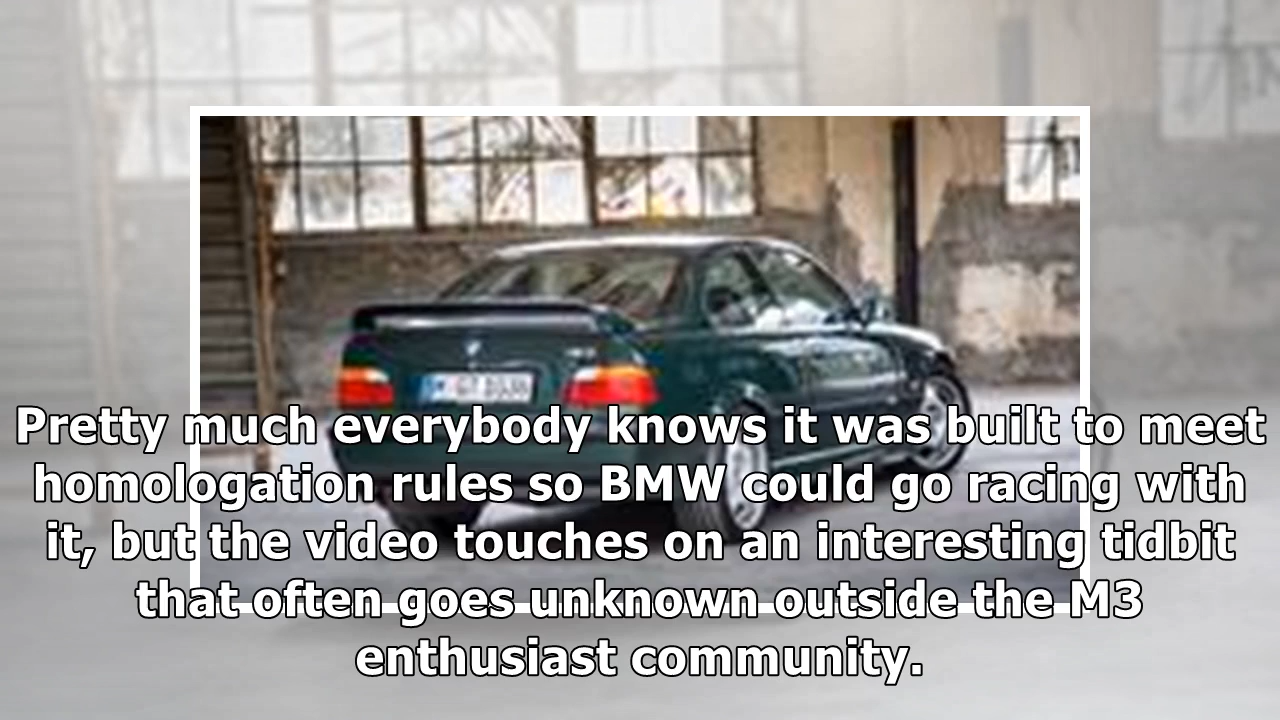 Pretty much everybody knows it was built to meet
homologation rules so BMW could go racing with
it, but the video touches on an interesting tidbit
that often goes unknown outside the M3
enthusiast community.